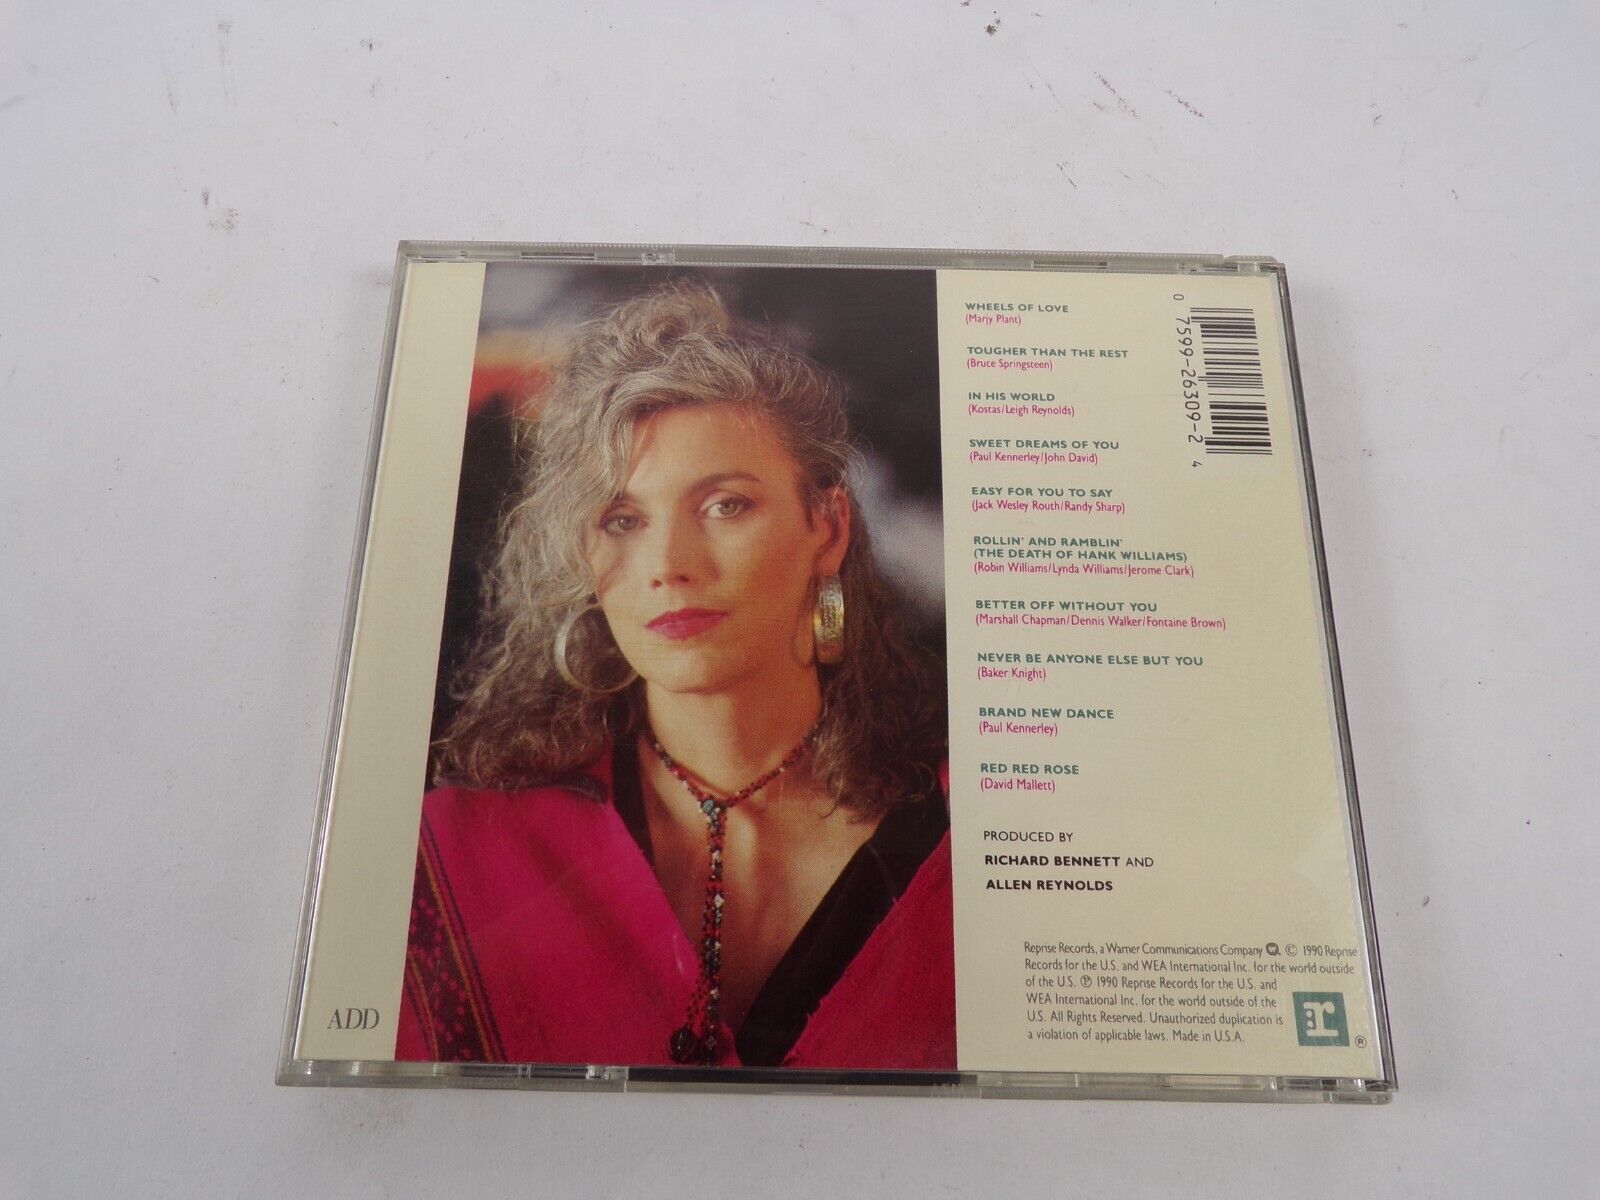 WHEELS OF LOVE
(Marjy Plant)
TOUGHER THAN THE REST
(Bruce Springsteen)
IN HIS WORLD
(Kostas/Leigh Reynolds)
SWEET DREAMS OF YOU
(Paul Kennerley/John David)
EASY FOR YOU TO SAY
(Jack Wesley Routh/Randy Sharp)
ROLLIN' AND RAMBLIN'
(THE DEATH OF HANK WILLIAMS)
(Robin Williams/Lynda Williams/Jerome Clark)
BETTER OFF WITHOUT YOU
(Marshall Chapman/Dennis Walker/Fontaine Brown)
NEVER BE ANYONE ELSE BUT YOU
(Baker Knight)
BRAND NEW DANCE
(Paul Kennerley)
RED RED ROSE
(David Mallett)
PRODUCED BY
RICHARD BENNETT AND
ALLEN REYNOLDS
0 7599-26309-2 4
Reprise Records, a Warner Communications Company © 1990 Reprise
Records for the U.S. and WEA International Inc. for the world outside
of the U.S. ℗ 1990 Reprise Records for the U.S. and
WEA International Inc. for the world outside of the
U.S. All Rights Reserved. Unauthorized duplication is
a violation of applicable laws. Made in U.S.A.
:r ®
ADD